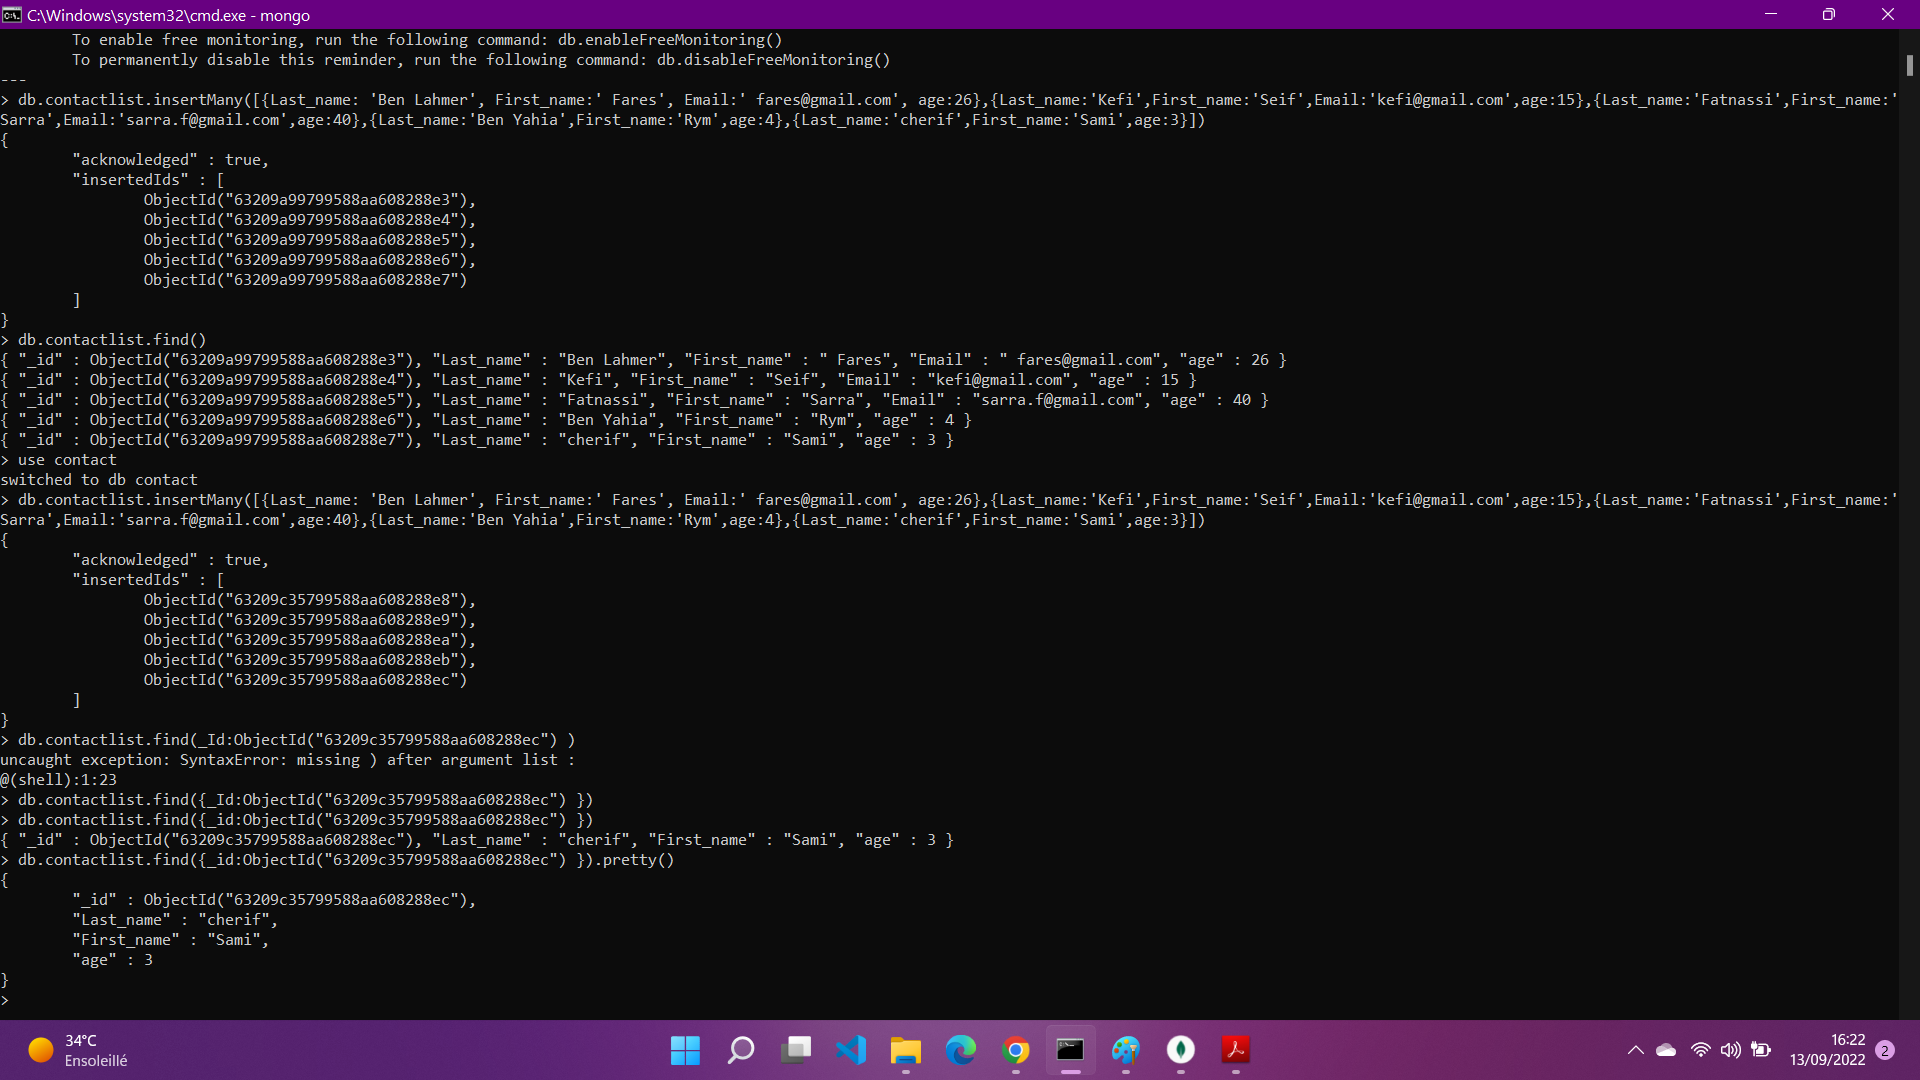 C:\Windows\system32\cmd.exe - mongo
        To enable free monitoring, run the following command: db.enableFreeMonitoring()
        To permanently disable this reminder, run the following command: db.disableFreeMonitoring()
---
> db.contactlist.insertMany([{Last_name: 'Ben Lahmer', First_name:' Fares', Email:' fares@gmail.com', age:26},{Last_name:'Kefi',First_name:'Seif',Email:'kefi@gmail.com',age:15},{Last_name:'Fatnassi',First_name:'
Sarra',Email:'sarra.f@gmail.com',age:40},{Last_name:'Ben Yahia',First_name:'Rym',age:4},{Last_name:'cherif',First_name:'Sami',age:3}])
{
        "acknowledged" : true,
        "insertedIds" : [
                ObjectId("63209a99799588aa608288e3"),
                ObjectId("63209a99799588aa608288e4"),
                ObjectId("63209a99799588aa608288e5"),
                ObjectId("63209a99799588aa608288e6"),
                ObjectId("63209a99799588aa608288e7")
        ]
}
> db.contactlist.find()
{ "_id" : ObjectId("63209a99799588aa608288e3"), "Last_name" : "Ben Lahmer", "First_name" : " Fares", "Email" : " fares@gmail.com", "age" : 26 }
{ "_id" : ObjectId("63209a99799588aa608288e4"), "Last_name" : "Kefi", "First_name" : "Seif", "Email" : "kefi@gmail.com", "age" : 15 }
{ "_id" : ObjectId("63209a99799588aa608288e5"), "Last_name" : "Fatnassi", "First_name" : "Sarra", "Email" : "sarra.f@gmail.com", "age" : 40 }
{ "_id" : ObjectId("63209a99799588aa608288e6"), "Last_name" : "Ben Yahia", "First_name" : "Rym", "age" : 4 }
{ "_id" : ObjectId("63209a99799588aa608288e7"), "Last_name" : "cherif", "First_name" : "Sami", "age" : 3 }
> use contact
switched to db contact
> db.contactlist.insertMany([{Last_name: 'Ben Lahmer', First_name:' Fares', Email:' fares@gmail.com', age:26},{Last_name:'Kefi',First_name:'Seif',Email:'kefi@gmail.com',age:15},{Last_name:'Fatnassi',First_name:'
Sarra',Email:'sarra.f@gmail.com',age:40},{Last_name:'Ben Yahia',First_name:'Rym',age:4},{Last_name:'cherif',First_name:'Sami',age:3}])
{
        "acknowledged" : true,
        "insertedIds" : [
                ObjectId("63209c35799588aa608288e8"),
                ObjectId("63209c35799588aa608288e9"),
                ObjectId("63209c35799588aa608288ea"),
                ObjectId("63209c35799588aa608288eb"),
                ObjectId("63209c35799588aa608288ec")
        ]
}
> db.contactlist.find(_Id:ObjectId("63209c35799588aa608288ec") )
uncaught exception: SyntaxError: missing ) after argument list :
@(shell):1:23
> db.contactlist.find({_Id:ObjectId("63209c35799588aa608288ec") })
> db.contactlist.find({_id:ObjectId("63209c35799588aa608288ec") })
{ "_id" : ObjectId("63209c35799588aa608288ec"), "Last_name" : "cherif", "First_name" : "Sami", "age" : 3 }
> db.contactlist.find({_id:ObjectId("63209c35799588aa608288ec") }).pretty()
{
        "_id" : ObjectId("63209c35799588aa608288ec"),
        "Last_name" : "cherif",
        "First_name" : "Sami",
        "age" : 3
}
>
34°C
Ensoleillé
16:22
13/09/2022
2